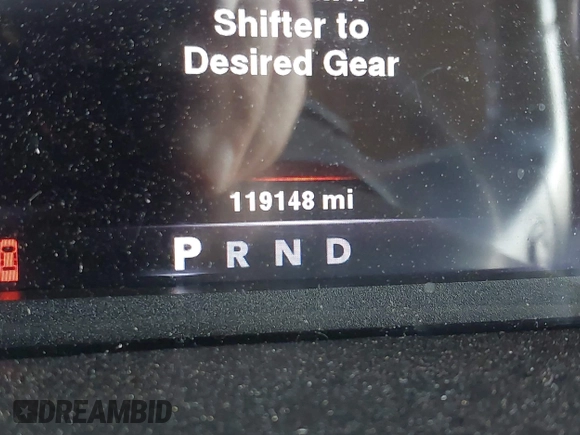 Shifter to
Desired Gear
119148 mi
P R N D
DREAMBID